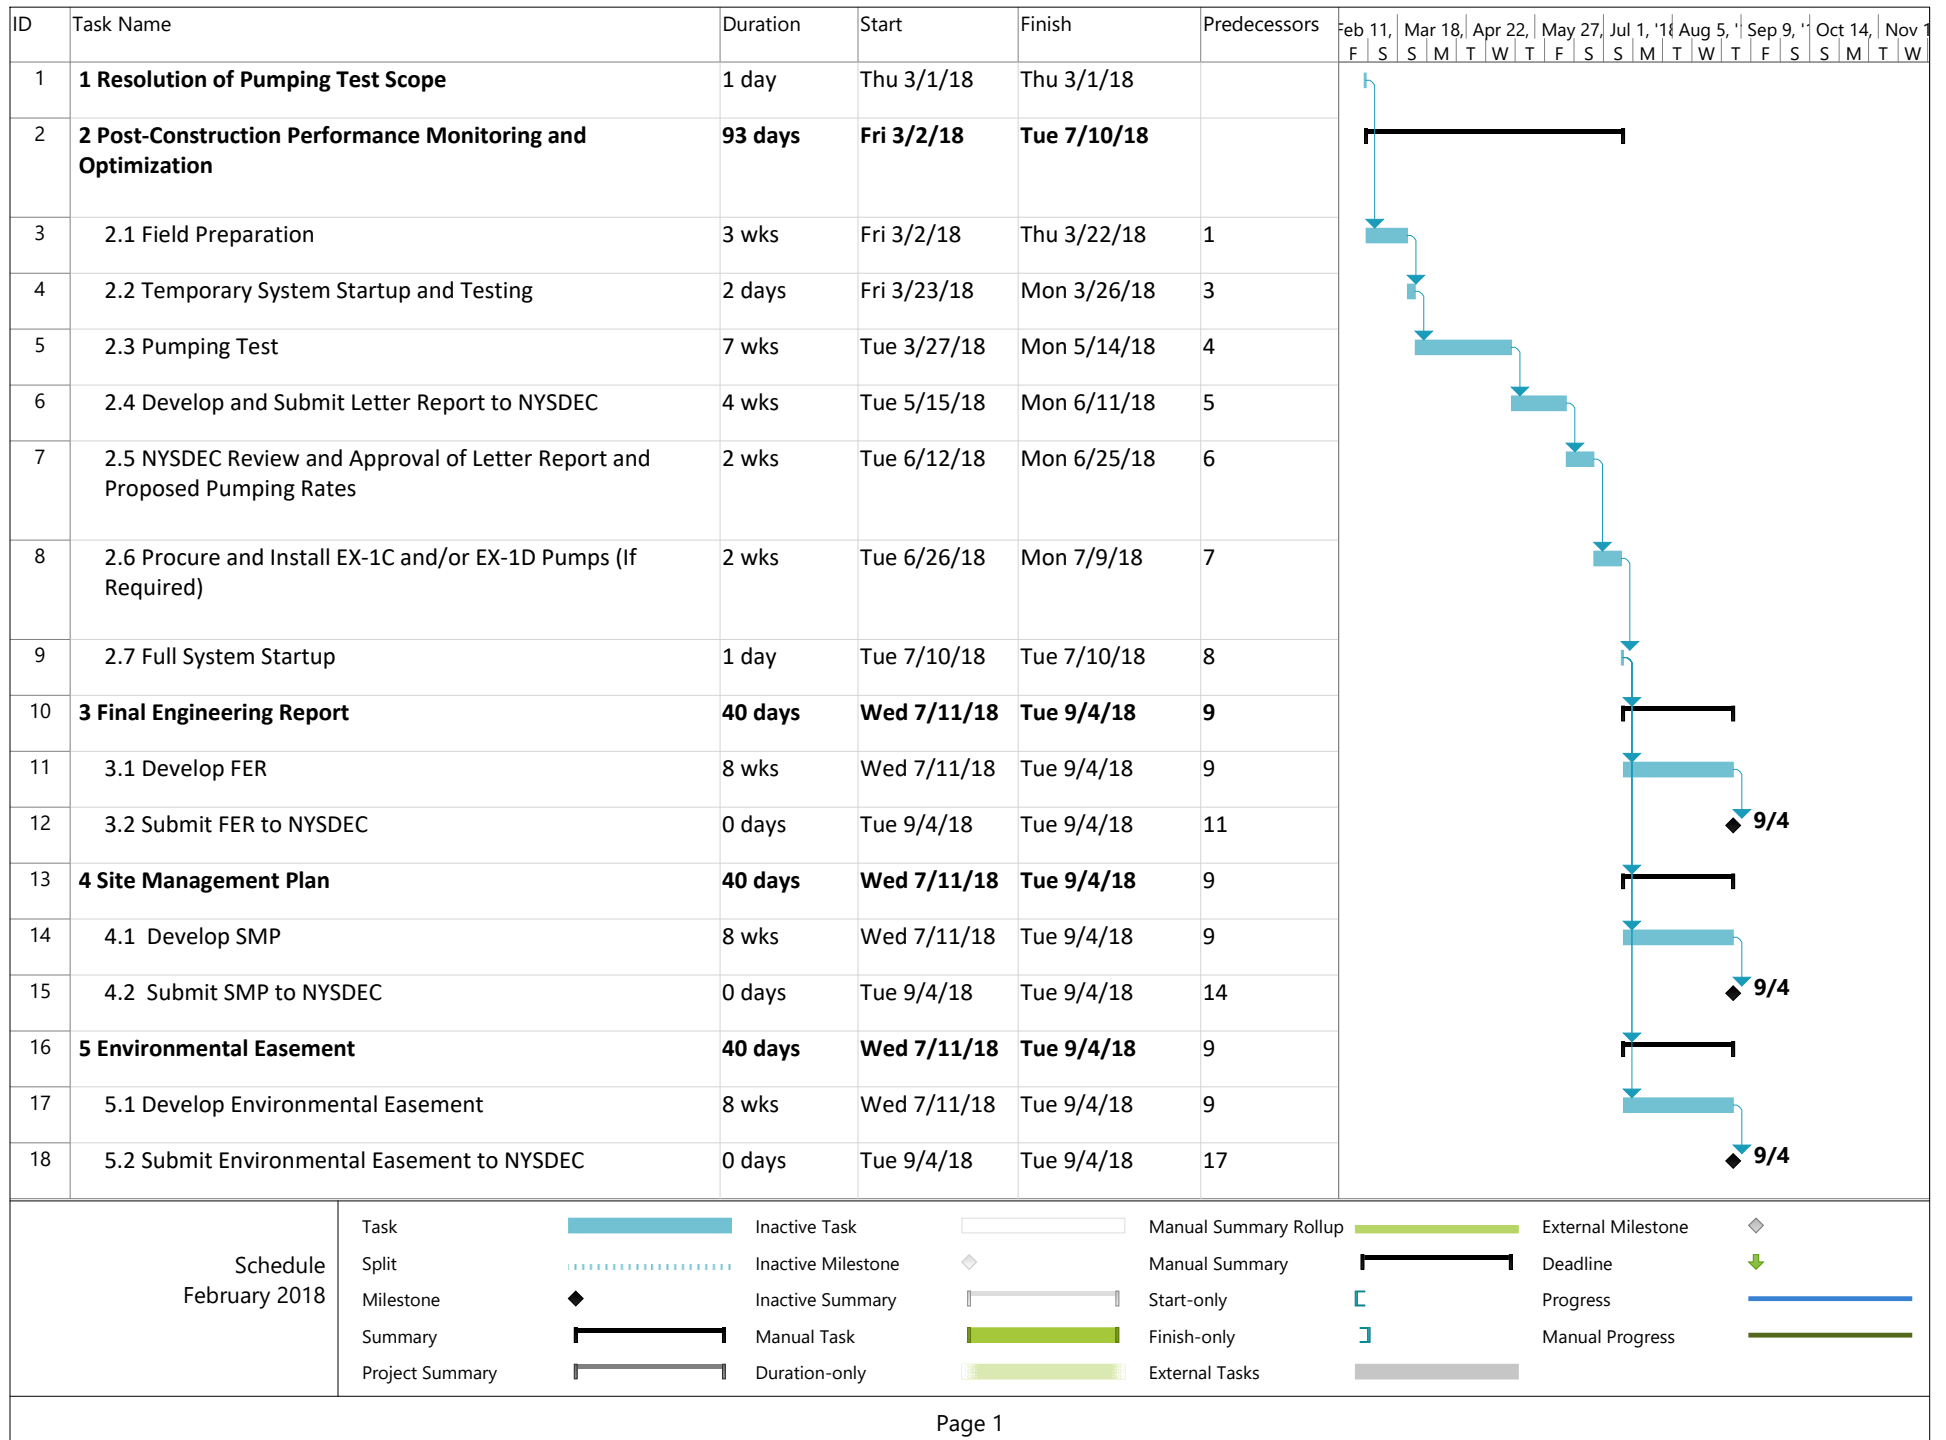 ID Task Name Duration Start Finish Predecessors
Feb 11, Mar 18, Apr 22, May 27, Jul 1, '18 Aug 5, '1 Sep 9, '1 Oct 14, Nov 1
F S S M T W T F S S M T W T F S S M T W
1 1 Resolution of Pumping Test Scope 1 day Thu 3/1/18 Thu 3/1/18
2 2 Post-Construction Performance Monitoring and 93 days Fri 3/2/18 Tue 7/10/18
Optimization
3 2.1 Field Preparation 3 wks Fri 3/2/18 Thu 3/22/18 1
4 2.2 Temporary System Startup and Testing 2 days Fri 3/23/18 Mon 3/26/18 3
5 2.3 Pumping Test 7 wks Tue 3/27/18 Mon 5/14/18 4
6 2.4 Develop and Submit Letter Report to NYSDEC 4 wks Tue 5/15/18 Mon 6/11/18 5
7 2.5 NYSDEC Review and Approval of Letter Report and 2 wks Tue 6/12/18 Mon 6/25/18 6
Proposed Pumping Rates
8 2.6 Procure and Install EX-1C and/or EX-1D Pumps (If 2 wks Tue 6/26/18 Mon 7/9/18 7
Required)
9 2.7 Full System Startup 1 day Tue 7/10/18 Tue 7/10/18 8
10 3 Final Engineering Report 40 days Wed 7/11/18 Tue 9/4/18 9
11 3.1 Develop FER 8 wks Wed 7/11/18 Tue 9/4/18 9
12 3.2 Submit FER to NYSDEC 0 days Tue 9/4/18 Tue 9/4/18 11 9/4
13 4 Site Management Plan 40 days Wed 7/11/18 Tue 9/4/18 9
14 4.1 Develop SMP 8 wks Wed 7/11/18 Tue 9/4/18 9
15 4.2 Submit SMP to NYSDEC 0 days Tue 9/4/18 Tue 9/4/18 14 9/4
16 5 Environmental Easement 40 days Wed 7/11/18 Tue 9/4/18 9
17 5.1 Develop Environmental Easement 8 wks Wed 7/11/18 Tue 9/4/18 9
18 5.2 Submit Environmental Easement to NYSDEC 0 days Tue 9/4/18 Tue 9/4/18 17 9/4
Schedule
February 2018
Task Inactive Task Manual Summary Rollup External Milestone
Split Inactive Milestone Manual Summary Deadline
Milestone Inactive Summary Start-only Progress
Summary Manual Task Finish-only Manual Progress
Project Summary Duration-only External Tasks
Page 1